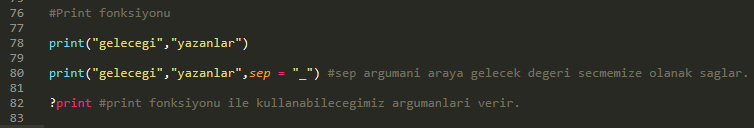 76 #Print fonksiyonu
77
78 print("gelecegi","yazanlar")
79
80 print("gelecegi","yazanlar",sep = "_") #sep argumani araya gelecek degeri secmemize olanak saglar.
81
82 ?print #print fonksiyonu ile kullanabilecegimiz argumanlari verir.
83